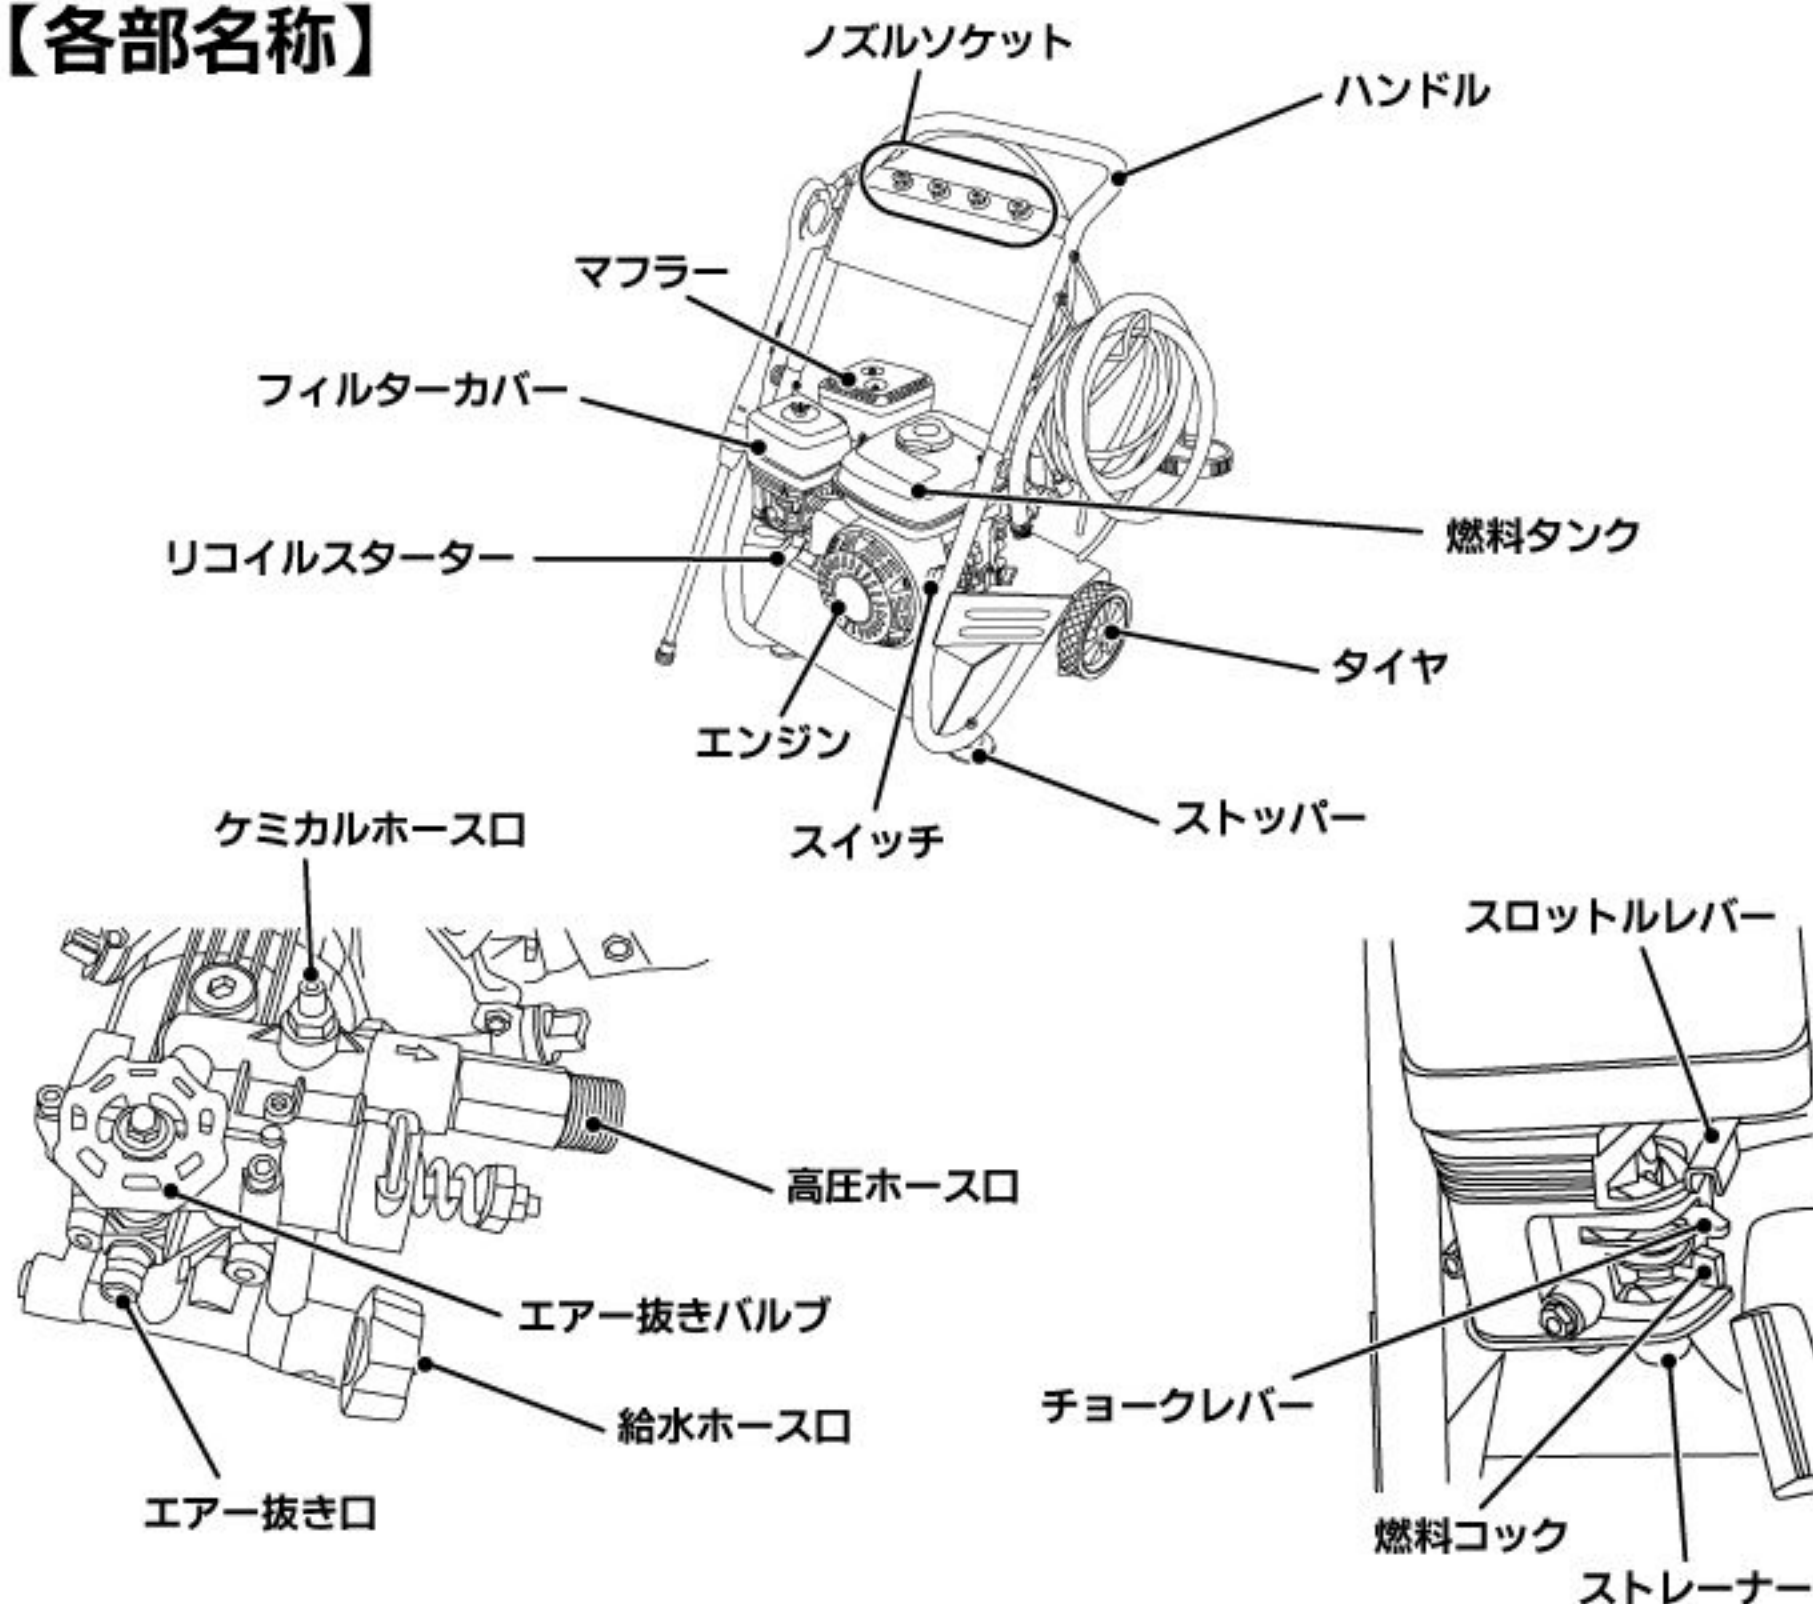 【各部名称】
ノズルソケット
ハンドル
マフラー
フィルターカバー
燃料タンク
リコイルスターター
タイヤ
エンジン
スイッチ
ストッパー
ケミカルホース口
高圧ホース口
エアー抜きバルブ
給水ホース口
エアー抜き口
スロットルレバー
チョークレバー
燃料コック
ストレーナー